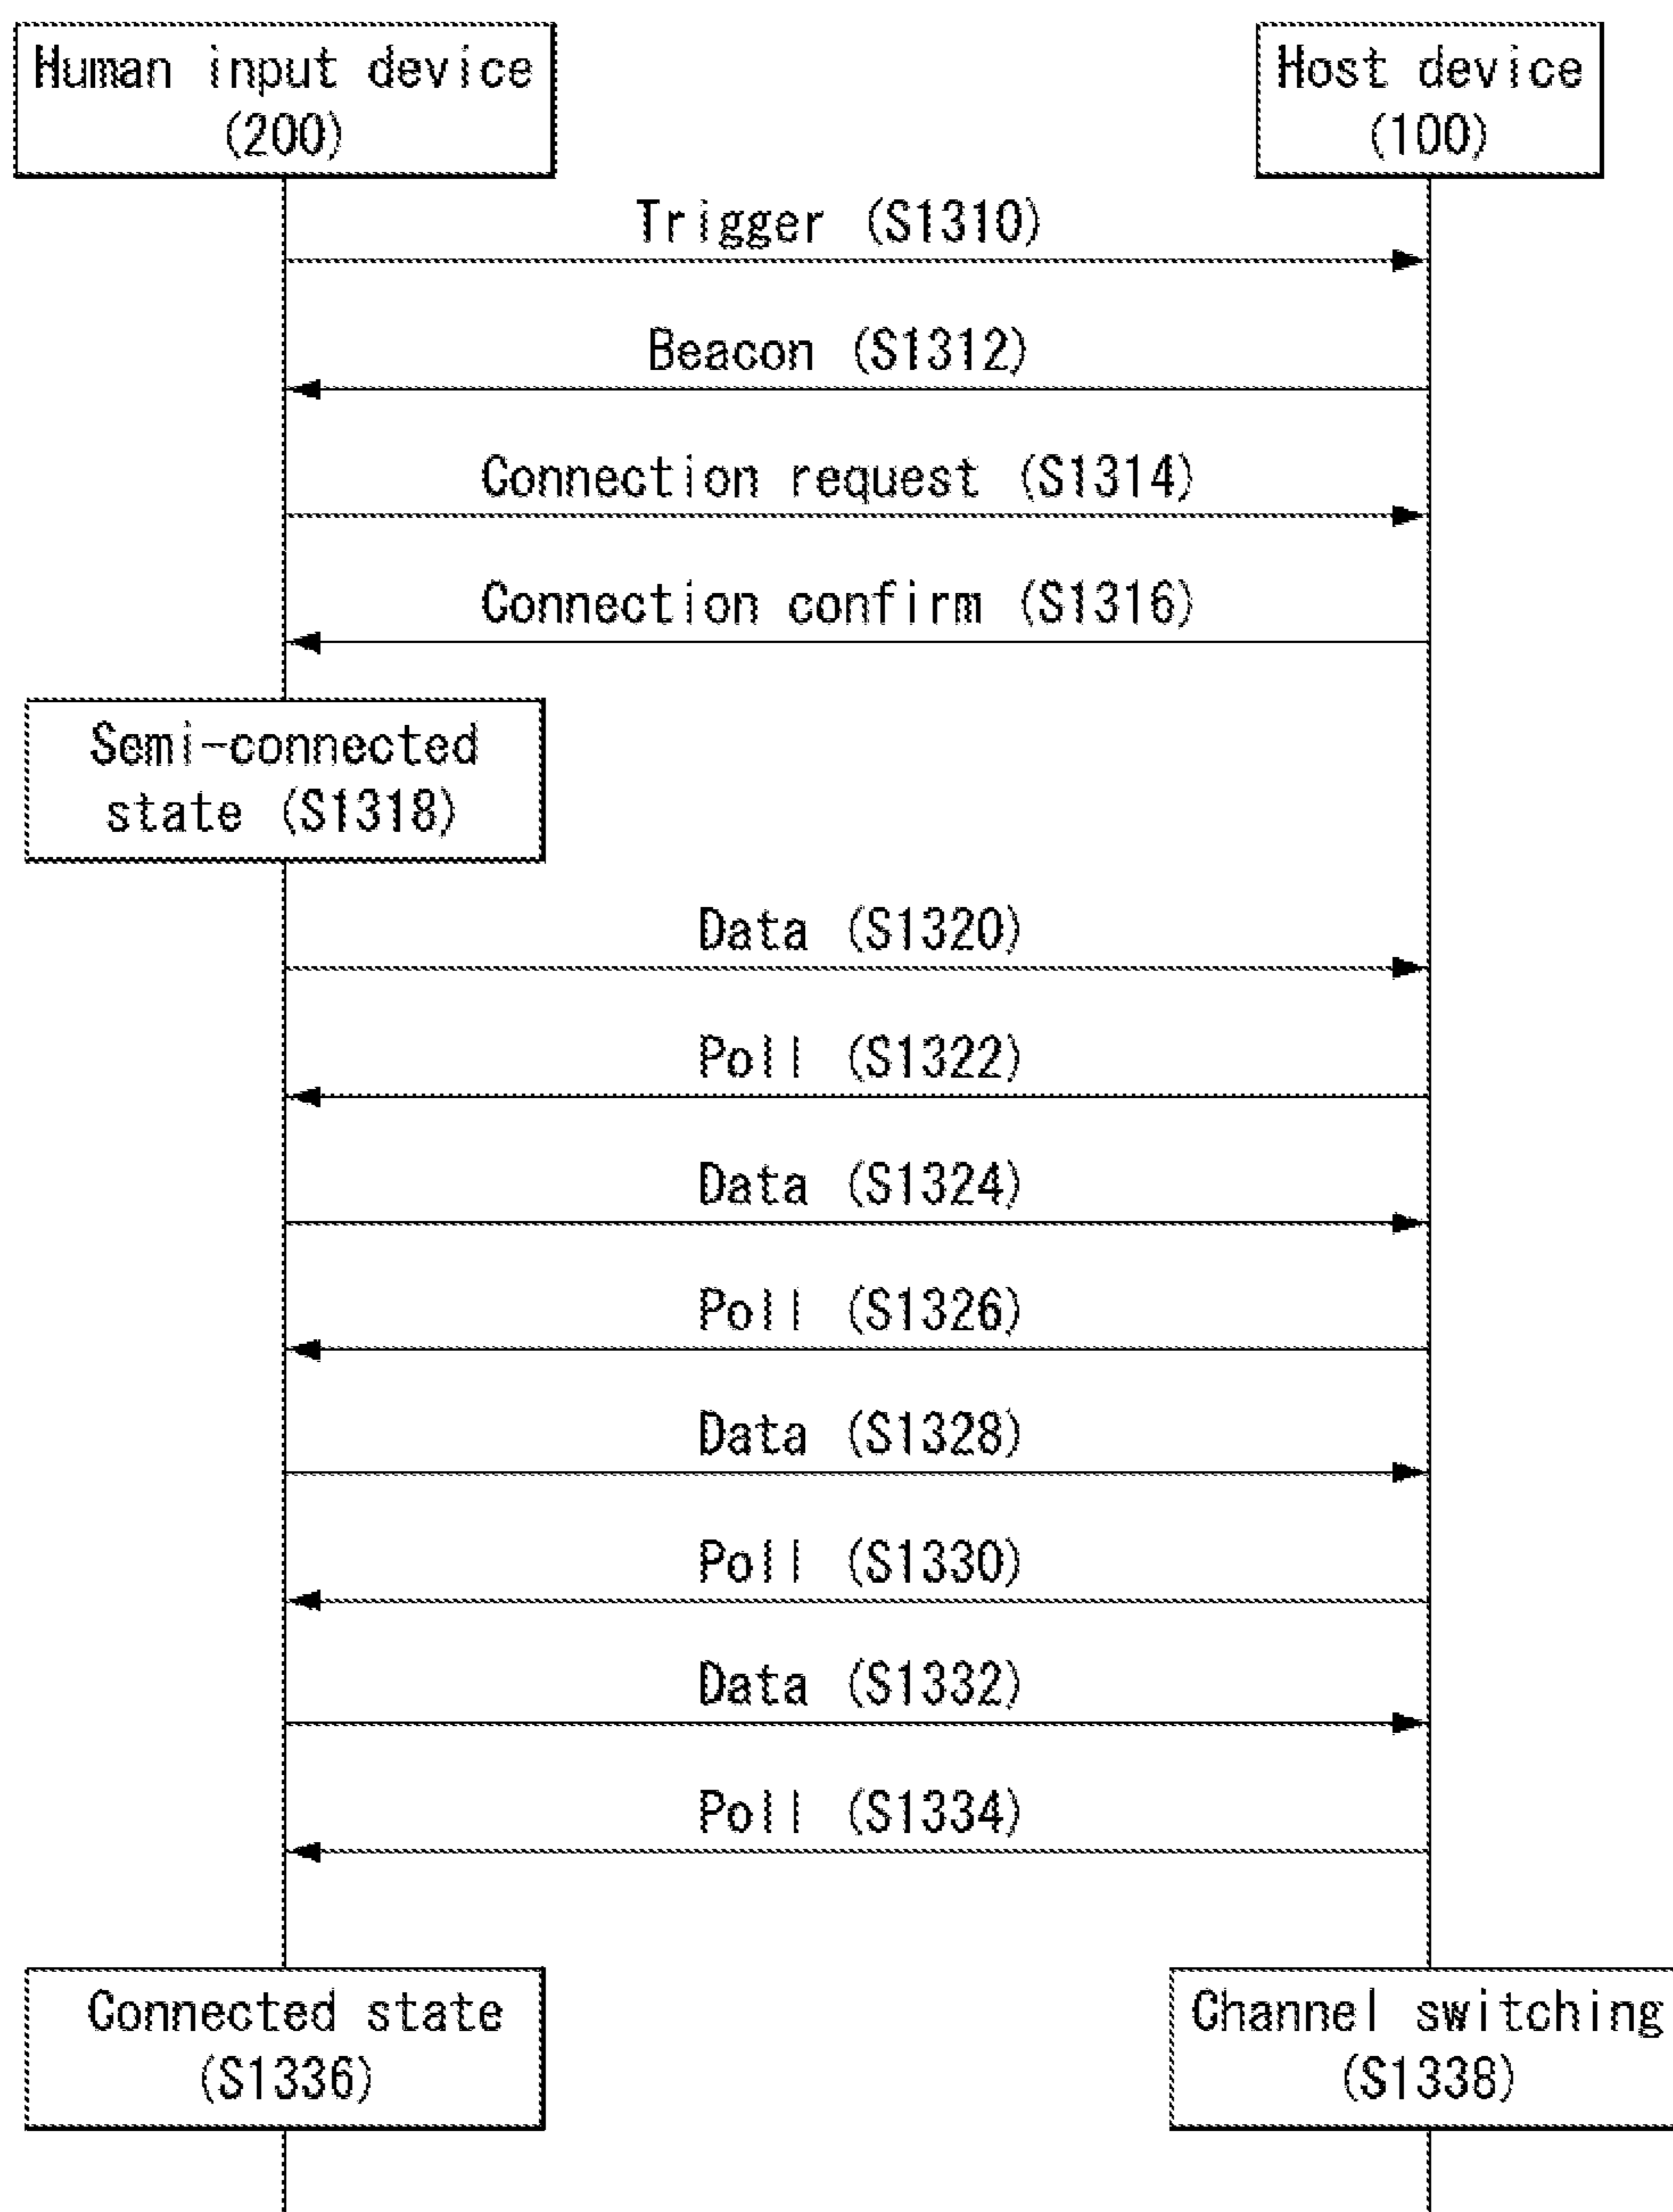 Human input device
(200)
Host device
(100)
Trigger (S1310)
Beacon (S1312)
Connection request (S1314)
Connection confirm (S1316)
Semi-connected
state (S1318)
Data (S1320)
Poll (S1322)
Data (S1324)
Poll (S1326)
Data (S1328)
Poll (S1330)
Data (S1332)
Poll (S1334)
Connected state
(S1336)
Channel switching
(S1338)